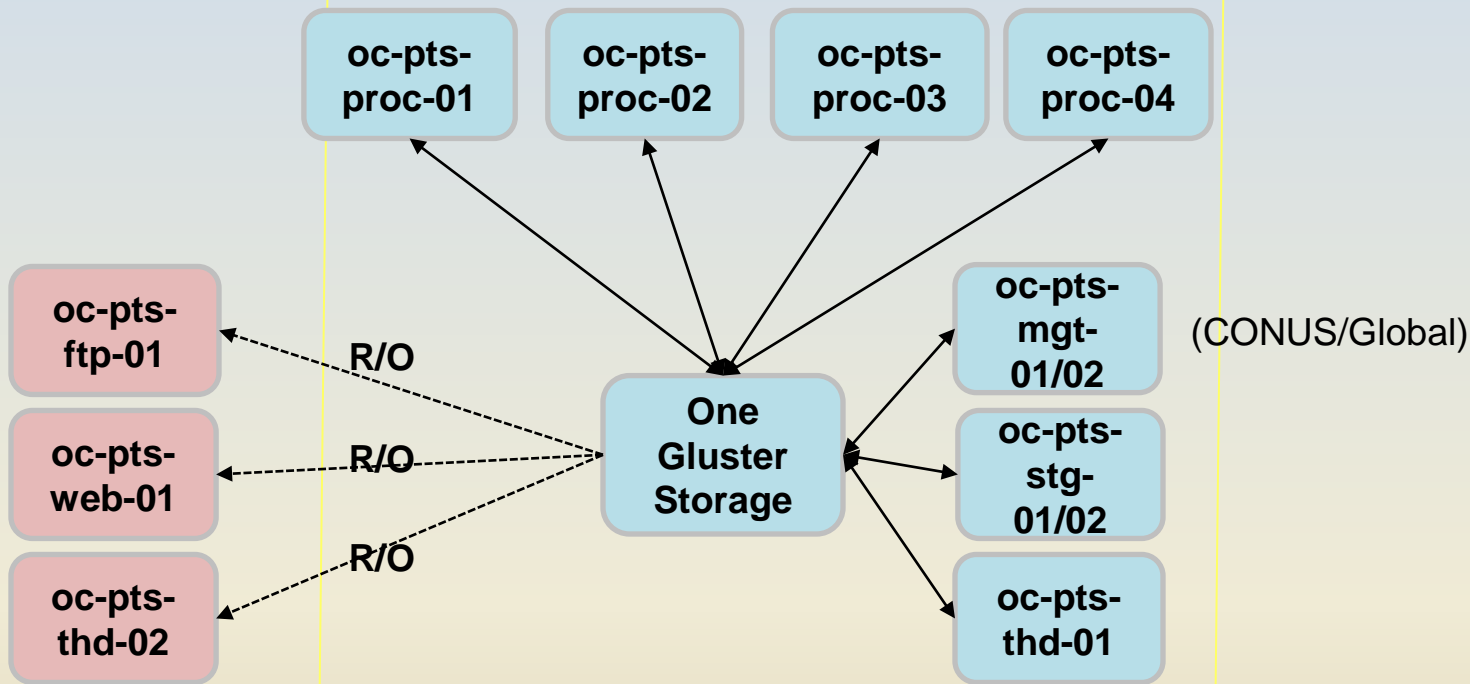 oc-pts-
proc-01
oc-pts-
proc-02
oc-pts-
proc-03
oc-pts-
proc-04
oc-pts-
ftp-01
oc-pts-
web-01
oc-pts-
thd-02
R/O
R/O
R/O
One
Gluster
Storage
oc-pts-
mgt-
01/02
(CONUS/Global)
oc-pts-
stg-
01/02
oc-pts-
thd-01